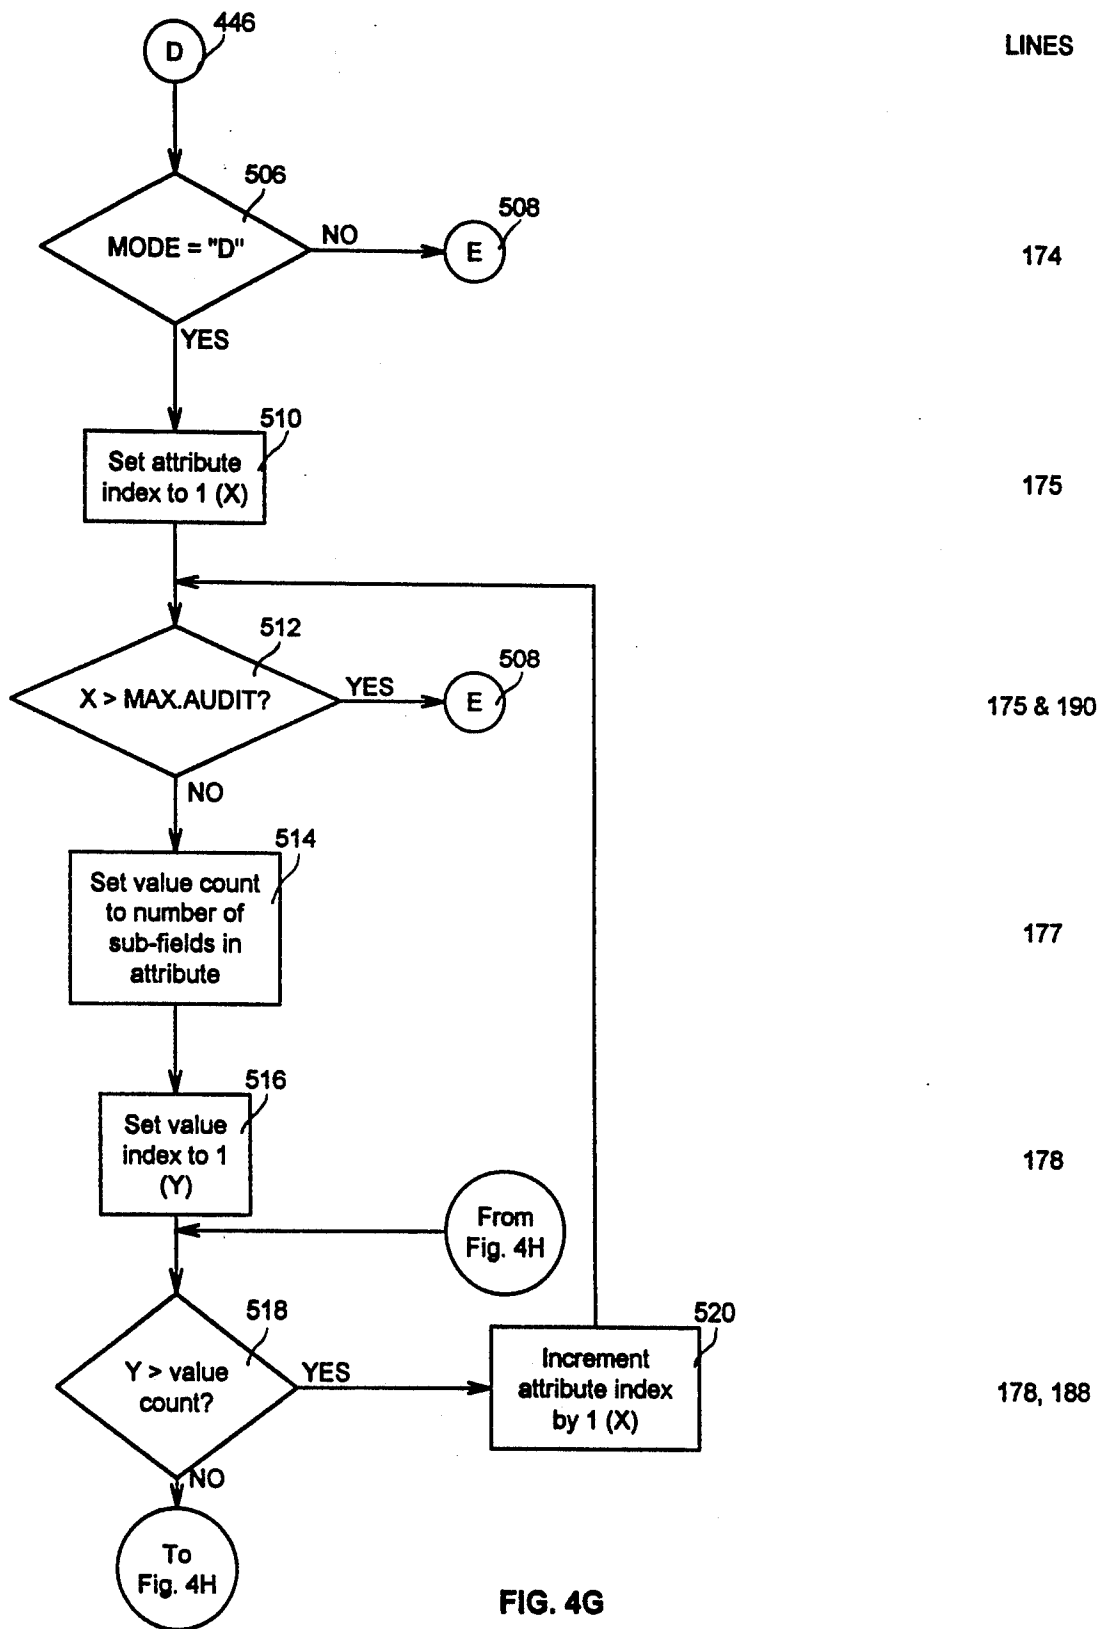 446
D
LINES
506
MODE = "D"
NO
508
E
174
YES
510
Set attribute
index to 1 (X)
175
512
X > MAX.AUDIT?
YES
508
E
175 & 190
NO
514
Set value count
to number of
sub-fields in
attribute
177
516
Set value
index to 1
(Y)
178
From
Fig. 4H
518
Y > value
count?
YES
520
Increment
attribute index
by 1 (X)
178, 188
NO
To
Fig. 4H
FIG. 4G